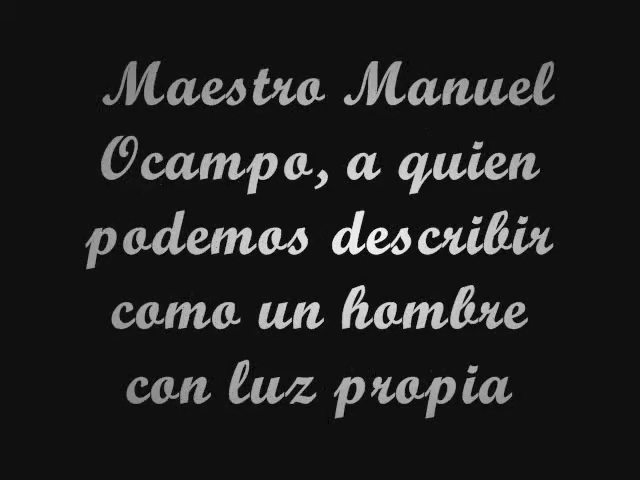 Maestro Manuel
Ocampo, a quien
podemos describir
como un hombre
con luz propia